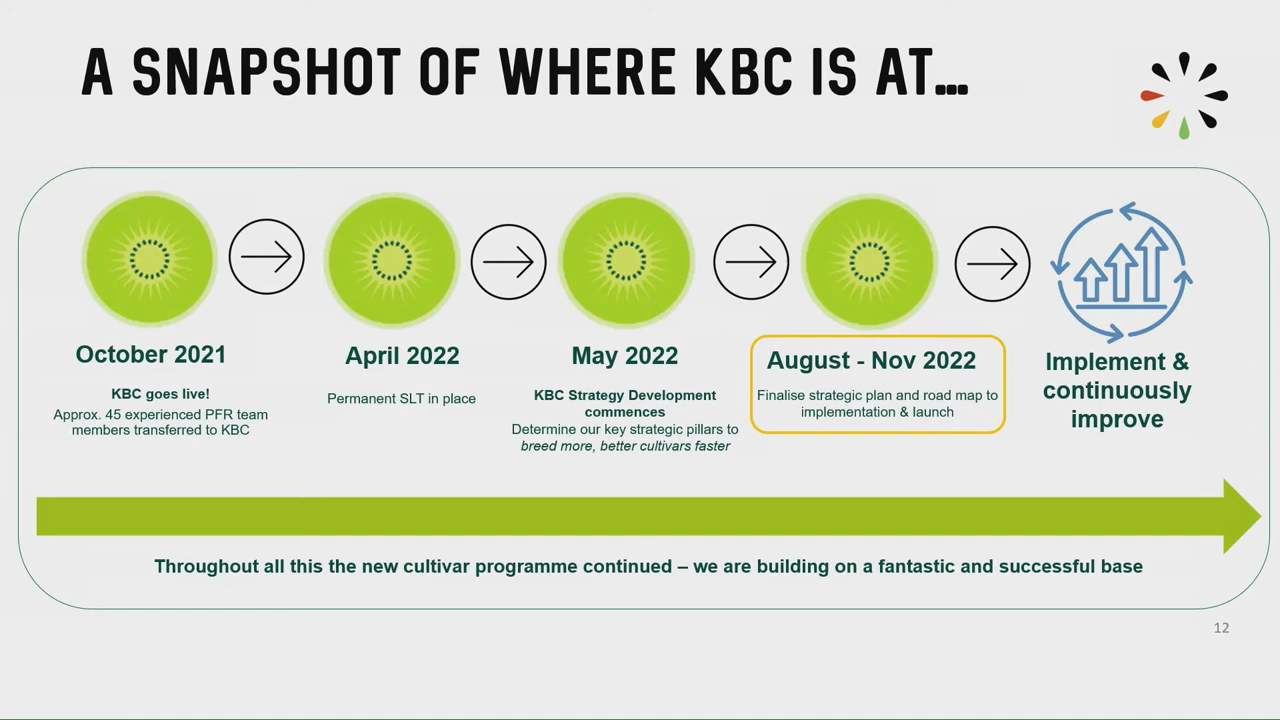 A SNAPSHOT OF WHERE KBC IS AT...
October 2021
KBC goes live!
Approx. 45 experienced PFR team
members transferred to KBC
April 2022
Permanent SLT in place
May 2022
KBC Strategy Development
commences
Determine our key strategic pillars to
breed more, better cultivars faster
August - Nov 2022
Finalise strategic plan and road map to
implementation & launch
Implement &
continuously
improve
Throughout all this the new cultivar programme continued – we are building on a fantastic and successful base
12